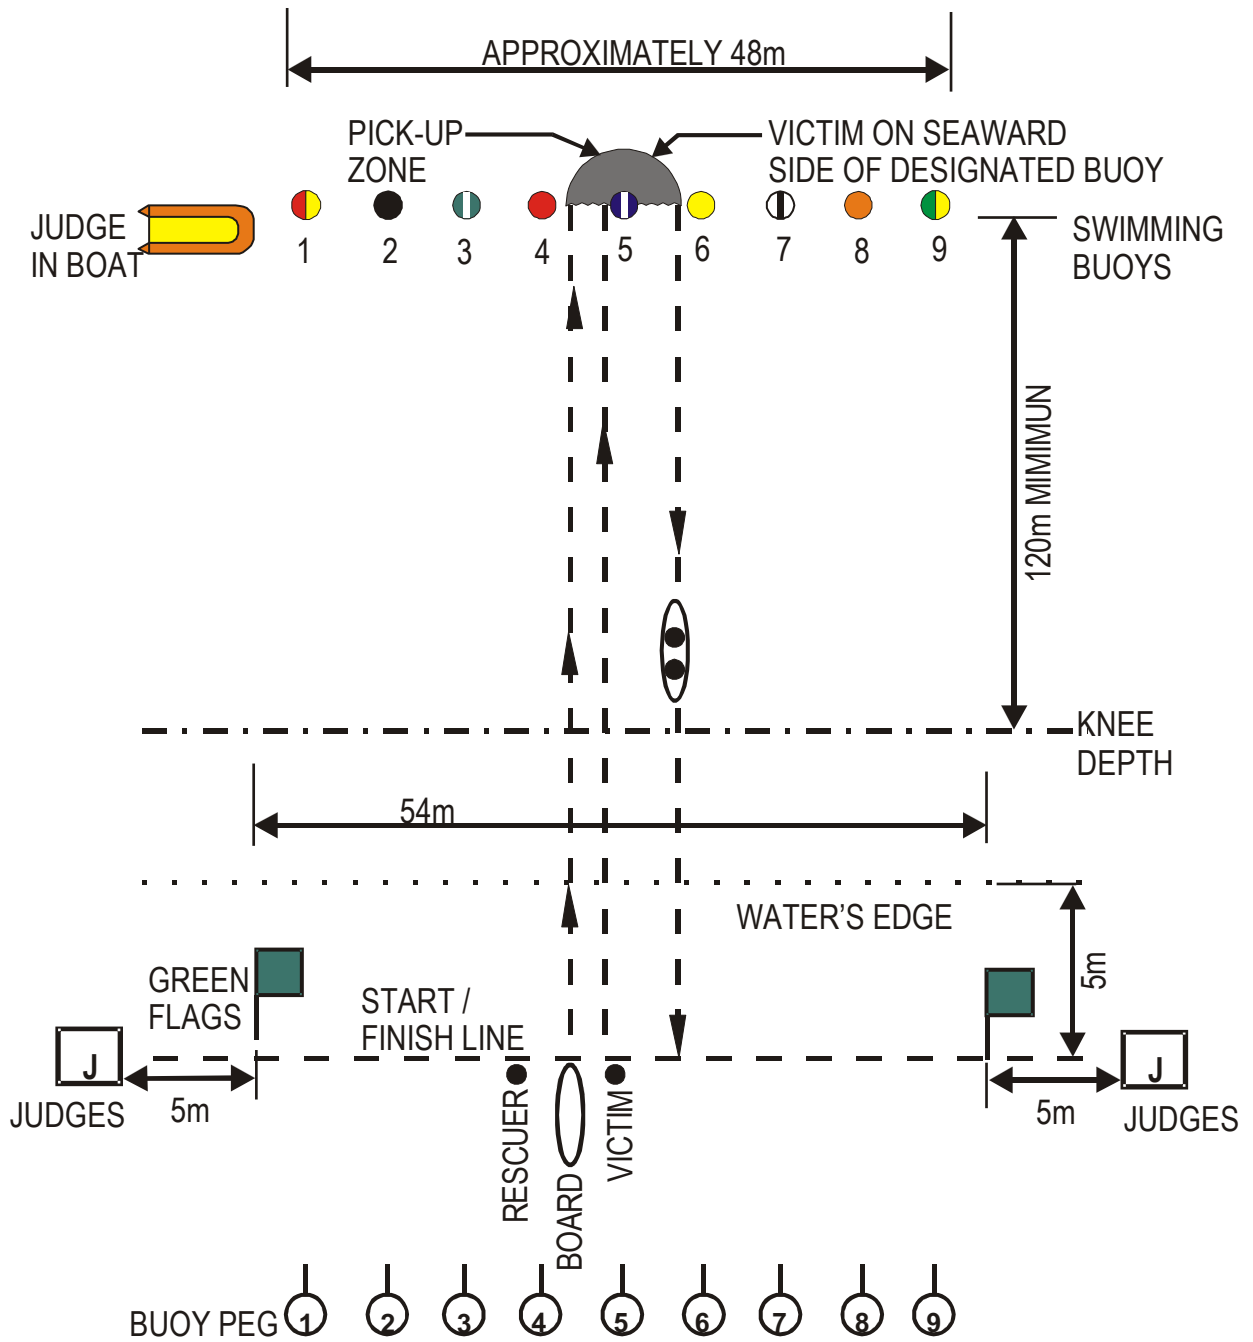 APPROXIMATELY 48m
PICK-UP
ZONE
VICTIM ON SEAWARD
SIDE OF DESIGNATED BUOY
JUDGE
IN BOAT
1 2 3 4 5 6 7 8 9
SWIMMING
BUOYS
120m MIMIMUN
KNEE
DEPTH
54m
WATER'S EDGE
5m
GREEN
FLAGS
START /
FINISH LINE
J
JUDGES
5m
RESCUER
BOARD
VICTIM
5m
J
JUDGES
BUOY PEG 1 2 3 4 5 6 7 8 9